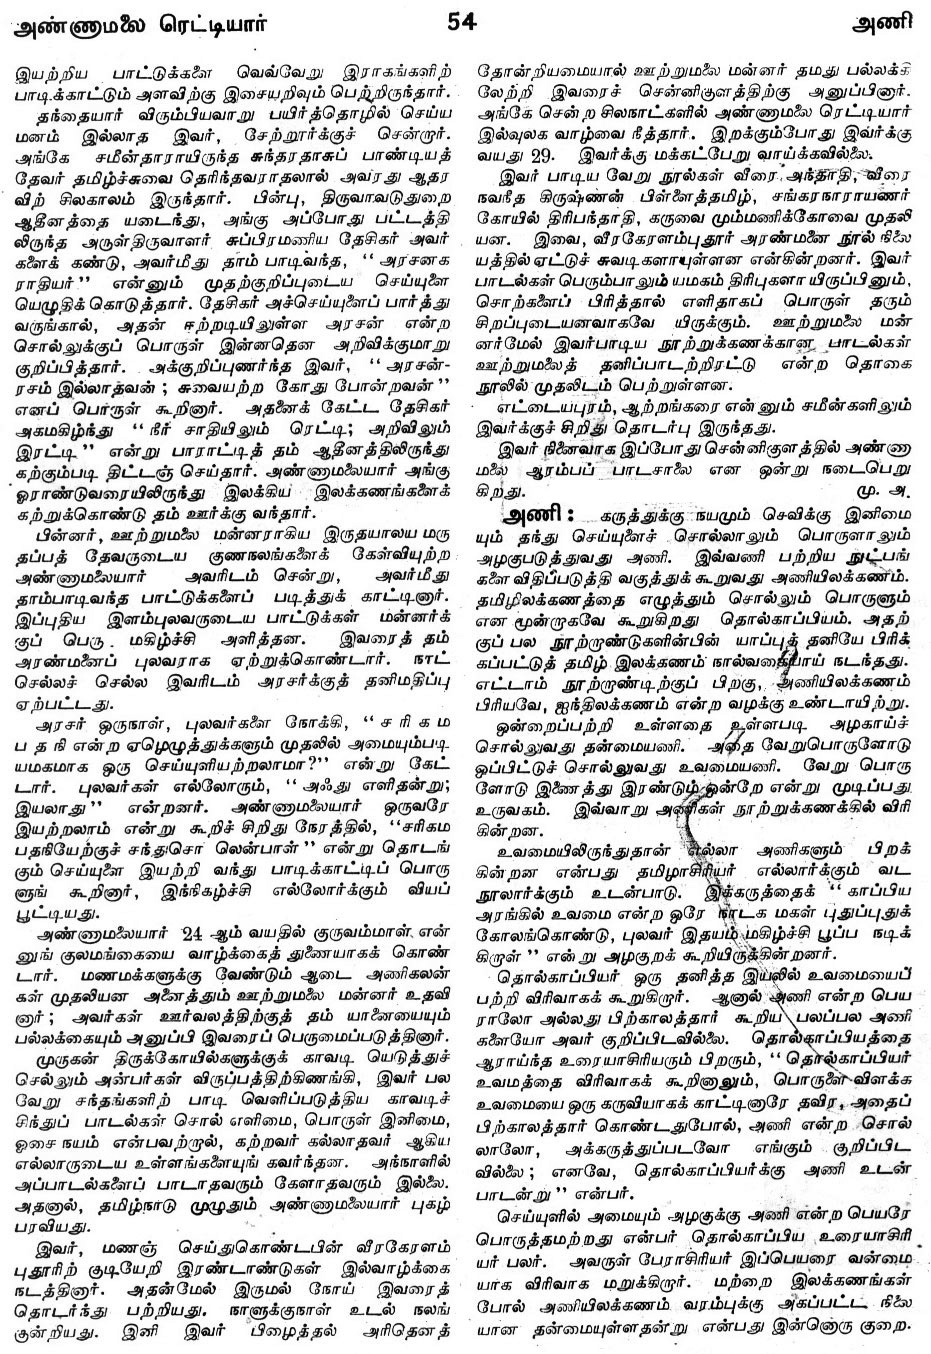 அண்ணாமலை ரெட்டியார்
54
அணி
இயற்றிய பாட்டுக்களை வெவ்வேறு இராகங்களிற்
பாடிக்காட்டும் அளவிற்கு இசையறிவும் பெற்றிருந்தார்.
தந்தையார் விரும்பியவாறு பயிர்த்தொழில் செய்ய
மனம் இல்லாத இவர், சேற்றூர்க்குச் சென்றார்.
அங்கே சமீன்தாராயிருந்த சுந்தரதாசுப் பாண்டியத்
தேவர் தமிழ்ச்சுவை தெரிந்தவராதலால் அவரது ஆதர
விற் சிலகாலம் இருந்தார். பின்பு, திருவாவடுதுறை
ஆதீனத்தை யடைந்து, அங்கு அப்போது பட்டத்தி
லிருந்த அருள்திருவாளர் சுப்பிரமணிய தேசிகர் அவர்
களைக் கண்டு, அவர்மீது தாம் பாடிவந்த, “ அரசனக
ராதியர் ” என்னும் முதற்குறிப்புடைய செய்யுளை
யெழுதிக் கொடுத்தார். தேசிகர் அச்செய்யுளைப் பார்த்து
வருங்கால், அதன் ஈற்றடியிலுள்ள அரசன் என்ற
சொல்லுக்குப் பொருள் இன்னதென அறிவிக்குமாறு
குறிப்பித்தார். அக்குறிப்புணர்ந்த இவர், “ அரசன்-
ரசம் இல்லாதவன் ; சுவையற்ற கோது போன்றவன் ”
எனப் பொருள் கூறினார். அதனைக் கேட்ட தேசிகர்
அகமகிழ்ந்து “ நீர் சாதியிலும் ரெட்டி; அறிவிலும்
இரட்டி ” என்று பாராட்டித் தம் ஆதீனத்திலிருந்து
கற்கும்படி திட்டஞ் செய்தார். அண்ணாமலையார் அங்கு
ஓராண்டுவரையிலிருந்து இலக்கிய இலக்கணங்களைக்
கற்றுக்கொண்டு தம் ஊர்க்கு வந்தார்.
பின்னர், ஊற்றுமலை மன்னராகிய இருதயாலய மரு
தப்பத் தேவருடைய குணநலங்களைக் கேள்வியுற்ற
அண்ணாமலையார் அவரிடம் சென்று, அவர்மீது
தாம்பாடிவந்த பாட்டுக்களைப் படித்துக் காட்டினார்.
இப்புதிய இளம்புலவருடைய பாட்டுக்கள் மன்னர்க்
குப் பெரு மகிழ்ச்சி அளித்தன. இவரைத் தம்
அரண்மனைப் புலவராக ஏற்றுக்கொண்டார். நாட்
செல்லச் செல்ல இவரிடம் அரசர்க்குத் தனிமதிப்பு
ஏற்பட்டது.
அரசர் ஒருநாள், புலவர்களை நோக்கி, “ ச ரி க ம
ப த நி என்ற ஏழெழுத்துக்களும் முதலில் அமையும்படி
யமகமாக ஒரு செய்யுளியற்றலாமா?” என்று கேட்
டார். புலவர்கள் எல்லோரும், “ அஃது எளிதன்று;
இயலாது ” என்றனர். அண்ணாமலையார் ஒருவரே
இயற்றலாம் என்று கூறிச் சிறிது நேரத்தில், “சரிகம
பதநியேற்குச் சந்துசொ லென்பாள் ” என்று தொடங்
கும் செய்யுளை இயற்றி வந்து பாடிக்காட்டிப் பொரு
ளுங் கூறினார், இந்நிகழ்ச்சி எல்லோர்க்கும் வியப்
பூட்டியது.
அண்ணாமலையார் 24 ஆம் வயதில் குருவம்மாள் என்
னுங் குலமங்கையை வாழ்க்கைத் துணையாகக் கொண்
டார். மணமக்களுக்கு வேண்டும் ஆடை அணிகலன்
கள் முதலியன அனைத்தும் ஊற்றுமலை மன்னர் உதவி
னார் ; அவர்கள் ஊர்வலத்திற்குத் தம் யானையையும்
பல்லக்கையும் அனுப்பி இவரைப் பெருமைப்படுத்தினார்.
முருகன் திருக்கோயில்களுக்குக் காவடி யெடுத்துச்
செல்லும் அன்பர்கள் விருப்பத்திற்கிணங்கி, இவர் பல
வேறு சந்தங்களிற் பாடி வெளிப்படுத்திய காவடிச்
சிந்துப் பாடல்கள் சொல் எளிமை, பொருள் இனிமை,
ஓசை நயம் என்பவற்றால், கற்றவர் கல்லாதவர் ஆகிய
எல்லாருடைய உள்ளங்களையுங் கவர்ந்தன. அந்நாளில்
அப்பாடல்களைப் பாடாதவரும் கேளாதவரும் இல்லை.
அதனால், தமிழ்நாடு முழுதும் அண்ணாமலையார் புகழ்
பரவியது.
இவர், மணஞ் செய்துகொண்டபின் வீரகேரளம்
புதூரிற் குடியேறி இரண்டாண்டுகள் இல்வாழ்க்கை
நடத்தினார். அதன்மேல் இருமல் நோய் இவரைத்
தொடர்ந்து பற்றியது. நாளுக்குநாள் உடல் நலங்
குன்றியது. இனி இவர் பிழைத்தல் அரிதெனத்
தோன்றியமையால் ஊற்றுமலை மன்னர் தமது பல்லக்கி
லேற்றி இவரைச் சென்னிகுளத்திற்கு அனுப்பினார்.
அங்கே சென்ற சிலநாட்களில் அண்ணாமலை ரெட்டியார்
இவ்வுலக வாழ்வை நீத்தார். இறக்கும்போது இவர்க்கு
வயது 29. இவர்க்கு மக்கட்பேறு வாய்க்கவில்லை.
இவர் பாடிய வேறு நூல்கள் வீரை அந்தாதி, வீரை
நவநீத கிருஷ்ணன் பிள்ளைத்தமிழ், சங்கரநாராயணர்
கோயில் திரிபந்தாதி, கருவை மும்மணிக்கோவை முதலி
யன. இவை, வீரகேரளம்புதூர் அரண்மனை நூல் நிலை
யத்தில் ஏட்டுச் சுவடிகளாயுள்ளன என்கின்றனர். இவர்
பாடல்கள் பெரும்பாலும் யமகம் திரிபுகளா யிருப்பினும்,
சொற்களைப் பிரித்தால் எளிதாகப் பொருள் தரும்
சிறப்புடையனவாகவே யிருக்கும். ஊற்றுமலை மன்
னர்மேல் இவர்பாடிய நூற்றுக்கணக்கான பாடல்கள்
ஊற்றுமலைத் தனிப்பாடற்றிரட்டு என்ற தொகை
நூலில் முதலிடம் பெற்றுள்ளன.
எட்டையபுரம், ஆற்றங்கரை என்னும் சமீன்களிலும்
இவர்க்குச் சிறிது தொடர்பு இருந்தது.
இவர் நினைவாக இப்போது சென்னிகுளத்தில் அண்ணா
மலை ஆரம்பப் பாடசாலை என ஒன்று நடைபெறு
கிறது. மு. அ.
அணி : கருத்துக்கு நயமும் செவிக்கு இனிமை
யும் தந்து செய்யுளைச் சொல்லாலும் பொருளாலும்
அழகுபடுத்துவது அணி. இவ்வணி பற்றிய நுட்பங்
களை விதிப்படுத்தி வகுத்துக் கூறுவது அணியிலக்கணம்.
தமிழிலக்கணத்தை எழுத்தும் சொல்லும் பொருளும்
என மூன்றாகவே கூறுகிறது தொல்காப்பியம். அதற்
குப் பல நூற்றாண்டுகளின்பின் யாப்புத் தனியே பிரிக்
கப்பட்டுத் தமிழ் இலக்கணம் நால்வகையாய் நடந்தது.
எட்டாம் நூற்றாண்டிற்குப் பிறகு, அணியிலக்கணம்
பிரியவே, ஐந்திலக்கணம் என்ற வழக்கு உண்டாயிற்று.
ஒன்றைப்பற்றி உள்ளதை உள்ளபடி அழகாய்ச்
சொல்லுவது தன்மையணி. அதை வேறுபொருளோடு
ஒப்பிட்டுச் சொல்லுவது உவமையணி. வேறு பொரு
ளோடு இணைத்து இரண்டும் ஒன்றே என்று முடிப்பது
உருவகம். இவ்வாறு அணிகள் நூற்றுக்கணக்கில் விரி
கின்றன.
உவமையிலிருந்துதான் எல்லா அணிகளும் பிறக்
கின்றன என்பது தமிழாசிரியர் எல்லார்க்கும் வட
நூலார்க்கும் உடன்பாடு. இக்கருத்தைக் “ காப்பிய
அரங்கில் உவமை என்ற ஒரே நாடக மகள் புதுப்புதுக்
கோலங்கொண்டு, புலவர் இதயம் மகிழ்ச்சி பூப்ப நடிக்
கிறாள் ” என்று அழகுறக் கூறியிருக்கின்றனர்.
தொல்காப்பியர் ஒரு தனித்த இயலில் உவமையைப்
பற்றி விரிவாகக் கூறுகிறார். ஆனால் அணி என்ற பெய
ராலோ அல்லது பிற்காலத்தார் கூறிய பலப்பல அணி
களையோ அவர் குறிப்பிடவில்லை. தொல்காப்பியத்தை
ஆராய்ந்த உரையாசிரியரும் பிறரும், “ தொல்காப்பியர்
உவமத்தை விரிவாகக் கூறினாலும், பொருளை விளக்க
உவமையை ஒரு கருவியாகக் காட்டினாரே தவிர, அதைப்
பிற்காலத்தார் கொண்டதுபோல், அணி என்ற சொல்
லாலோ, அக்கருத்துப்படவோ எங்கும் குறிப்பிட
வில்லை ; எனவே, தொல்காப்பியர்க்கு அணி உடன்
பாடன்று ” என்பர்.
செய்யுளில் அமையும் அழகுக்கு அணி என்ற பெயரே
பொருத்தமற்றது என்பர் தொல்காப்பிய உரையாசிரி
யர் பலர். அவருள் பேராசிரியர் இப்பெயரை வன்மை
யாக விரிவாக மறுக்கிறார். மற்றை இலக்கணங்கள்
போல் அணியிலக்கணம் வரம்புக்கு அகப்பட்ட நிலை
யான தன்மையுள்ளதன்று என்பது இன்னொரு குறை.